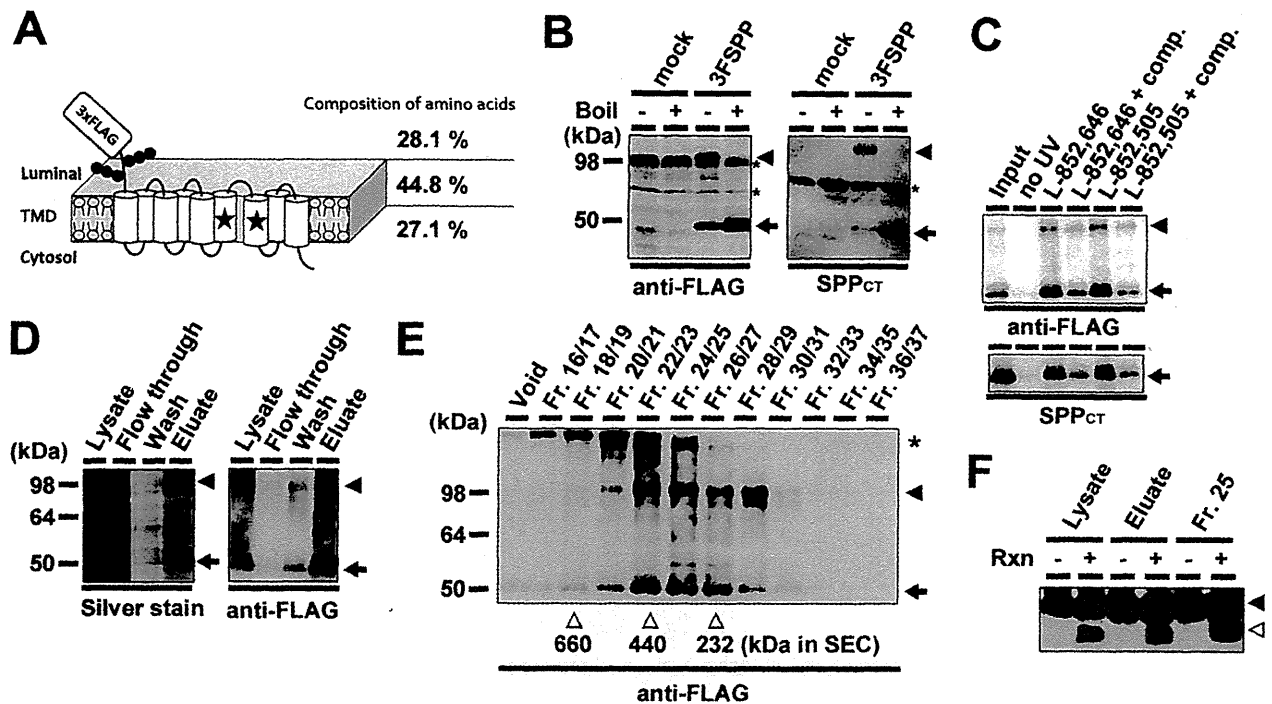 A
3xFLAG
Composition of amino acids
28.1 %
Luminal
44.8 %
TMD
27.1 %
Cytosol
B
mock
3FSPP
mock
3FSPP
Boil - + - + - + - +
(kDa)
98
*
*
50
*
anti-FLAG
SPPCT
C
Input
no UV
L-852,646
L-852,646 + comp.
L-852,505
L-852,505 + comp.
anti-FLAG
SPPCT
D
Lysate
Flow through
Wash
Eluate
Lysate
Flow through
Wash
Eluate
(kDa)
98
64
50
Silver stain
anti-FLAG
E
Void
Fr. 16/17
Fr. 18/19
Fr. 20/21
Fr. 22/23
Fr. 24/25
Fr. 26/27
Fr. 28/29
Fr. 30/31
Fr. 32/33
Fr. 34/35
Fr. 36/37
(kDa)
*
98
64
50
660 440 232 (kDa in SEC)
anti-FLAG
F
Lysate
Eluate
Fr. 25
Rxn - + - + - +